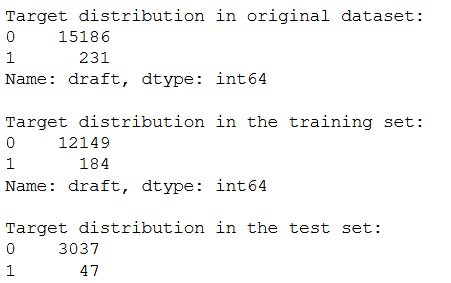 Target distribution in original dataset:
0    15186
1      231
Name: draft, dtype: int64

Target distribution in the training set:
0    12149
1      184
Name: draft, dtype: int64

Target distribution in the test set:
0    3037
1      47